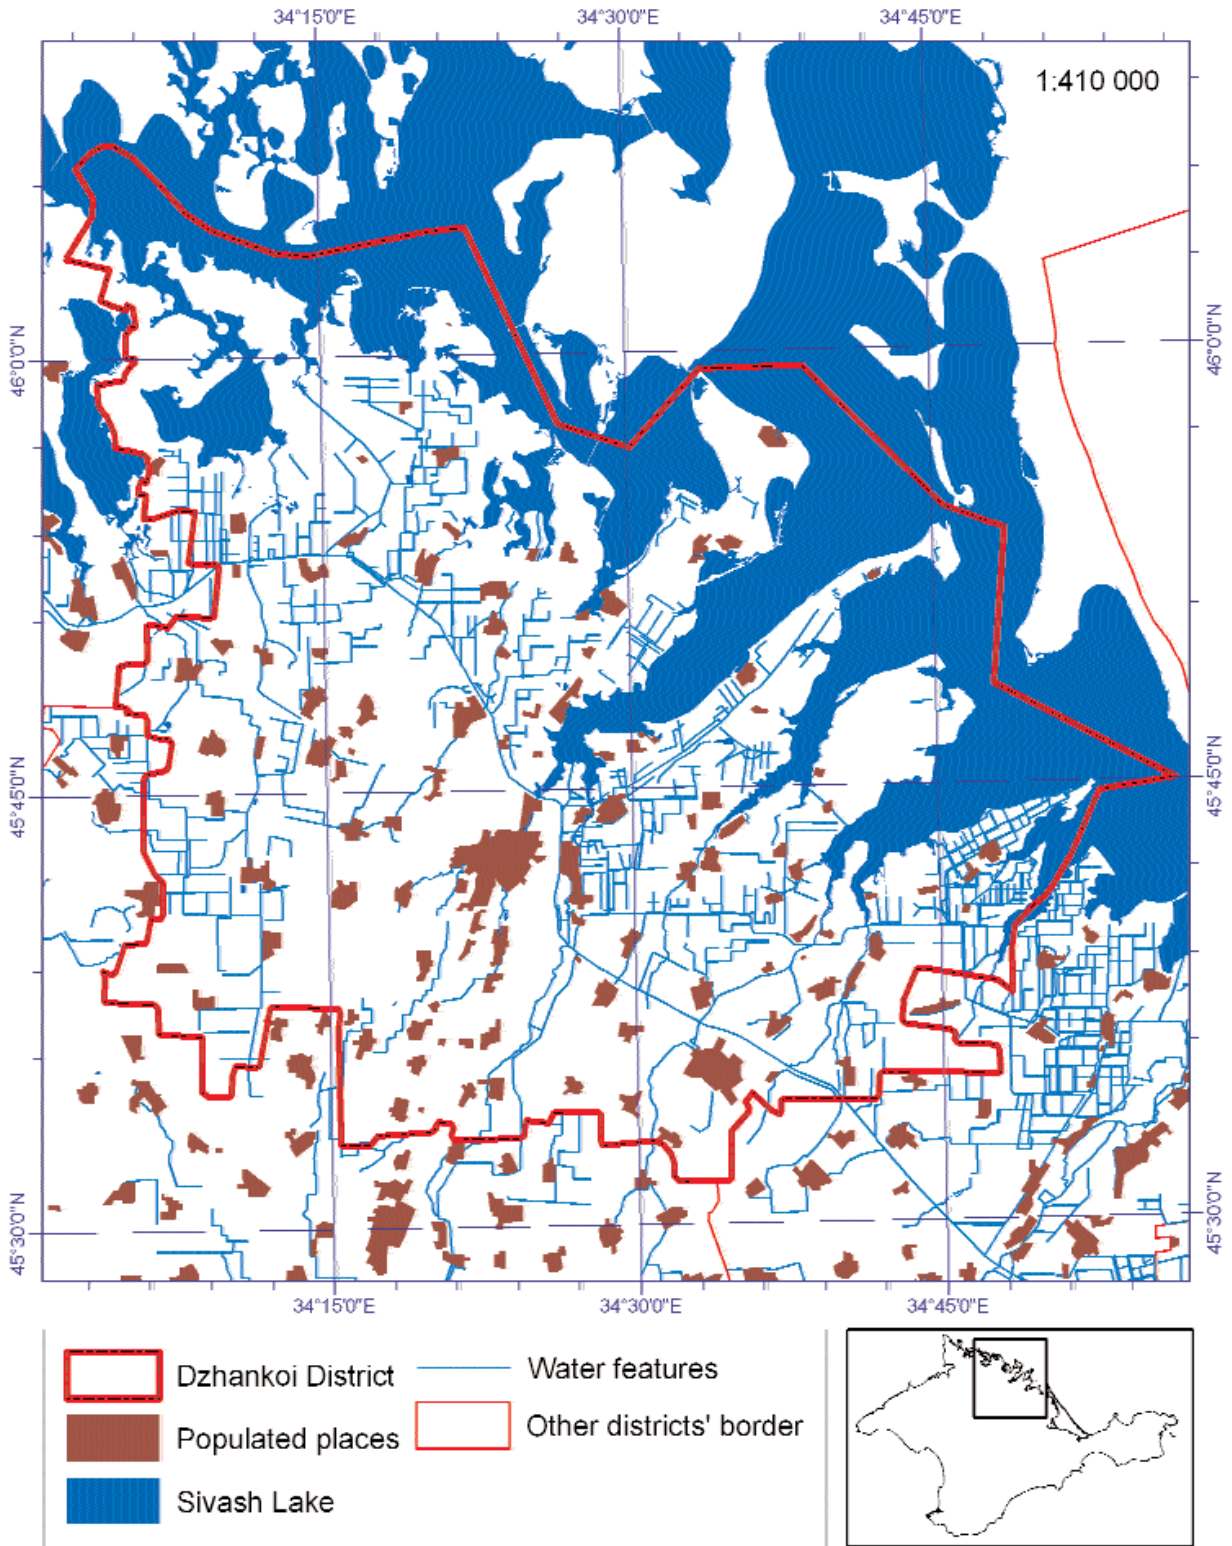 34°15'0"E 34°30'0"E 34°45'0"E
1:410 000
46°0'0"N 46°0'0"N
45°45'0"N 45°45'0"N
45°30'0"N 45°30'0"N
34°15'0"E 34°30'0"E 34°45'0"E
Dzhankoi District
Populated places
Sivash Lake
Water features
Other districts' border